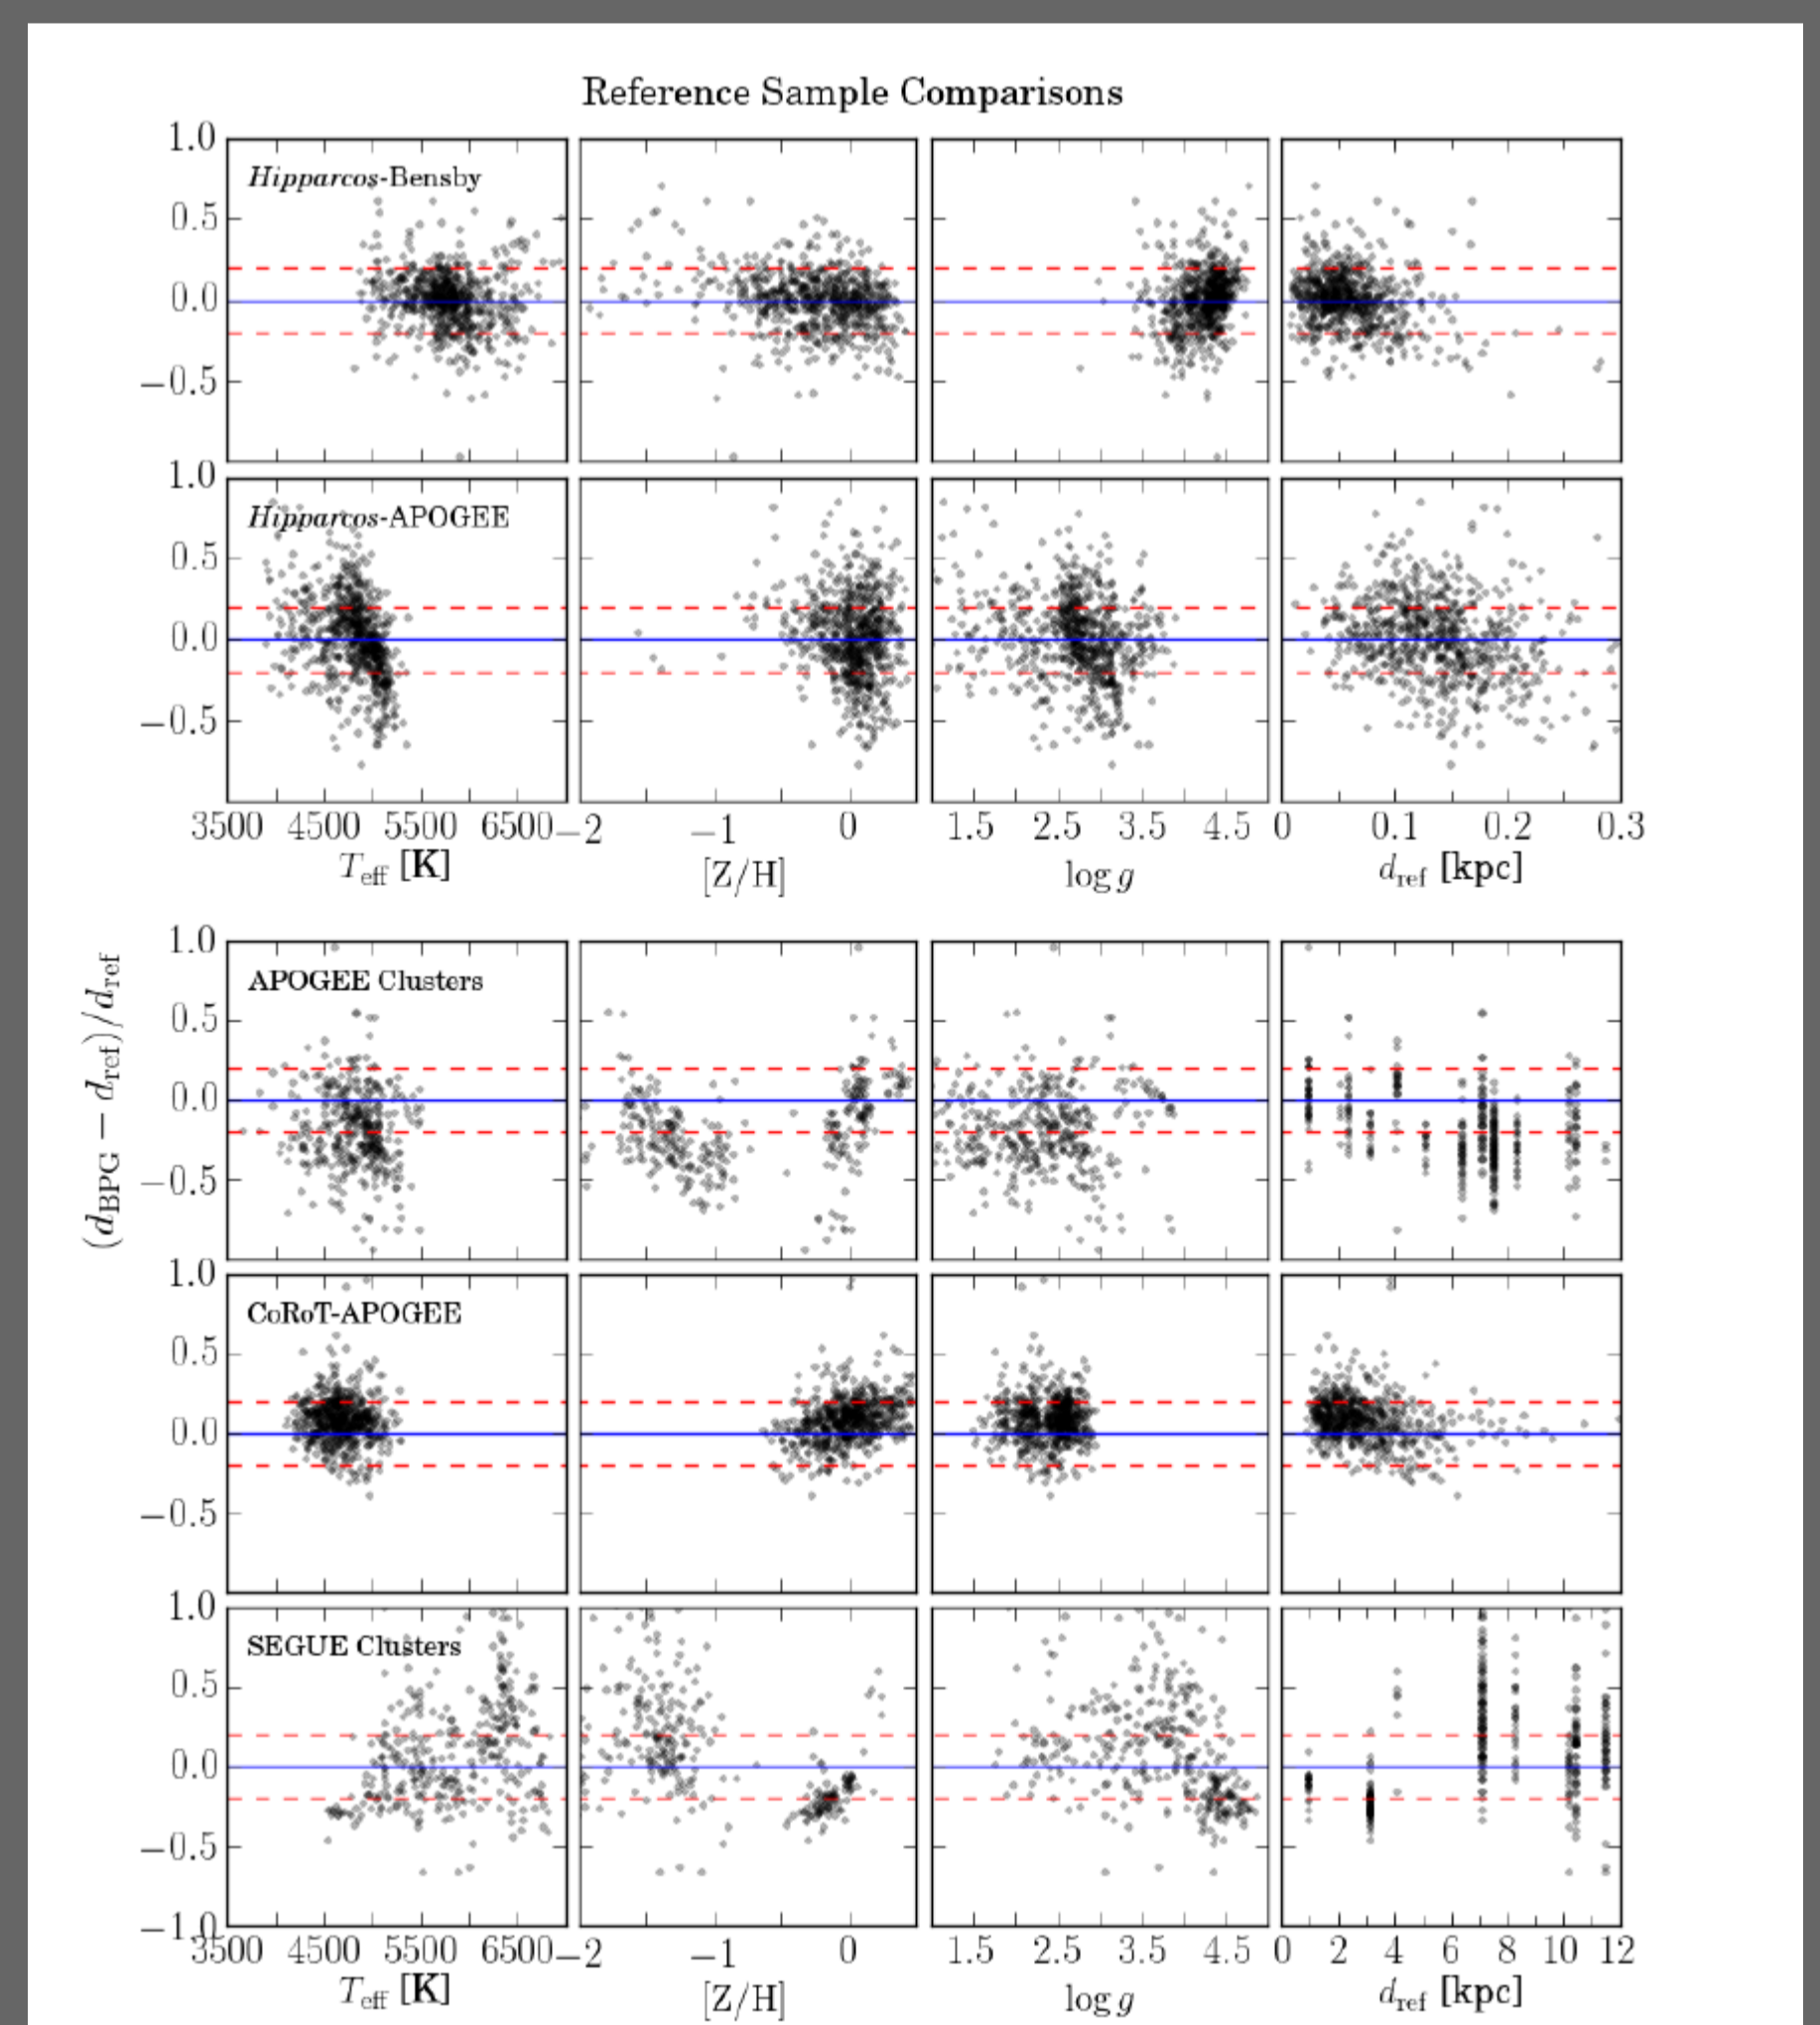 Reference Sample Comparisons
1.0
Hipparcos-Bensby
0.5
0.0
−0.5
1.0
Hipparcos-APOGEE
0.5
0.0
−0.5
3500 4500 5500 6500 −2 −1 0 1.5 2.5 3.5 4.5 0 0.1 0.2 0.3
Teff [K] [Z/H] log g dref [kpc]
(dBPG − dref)/dref
1.0
APOGEE Clusters
0.5
0.0
−0.5
1.0
CoRoT-APOGEE
0.5
0.0
−0.5
1.0
SEGUE Clusters
0.5
0.0
−0.5
−1.0
3500 4500 5500 6500 −2 −1 0 1.5 2.5 3.5 4.5 0 2 4 6 8 10 12
Teff [K] [Z/H] log g dref [kpc]